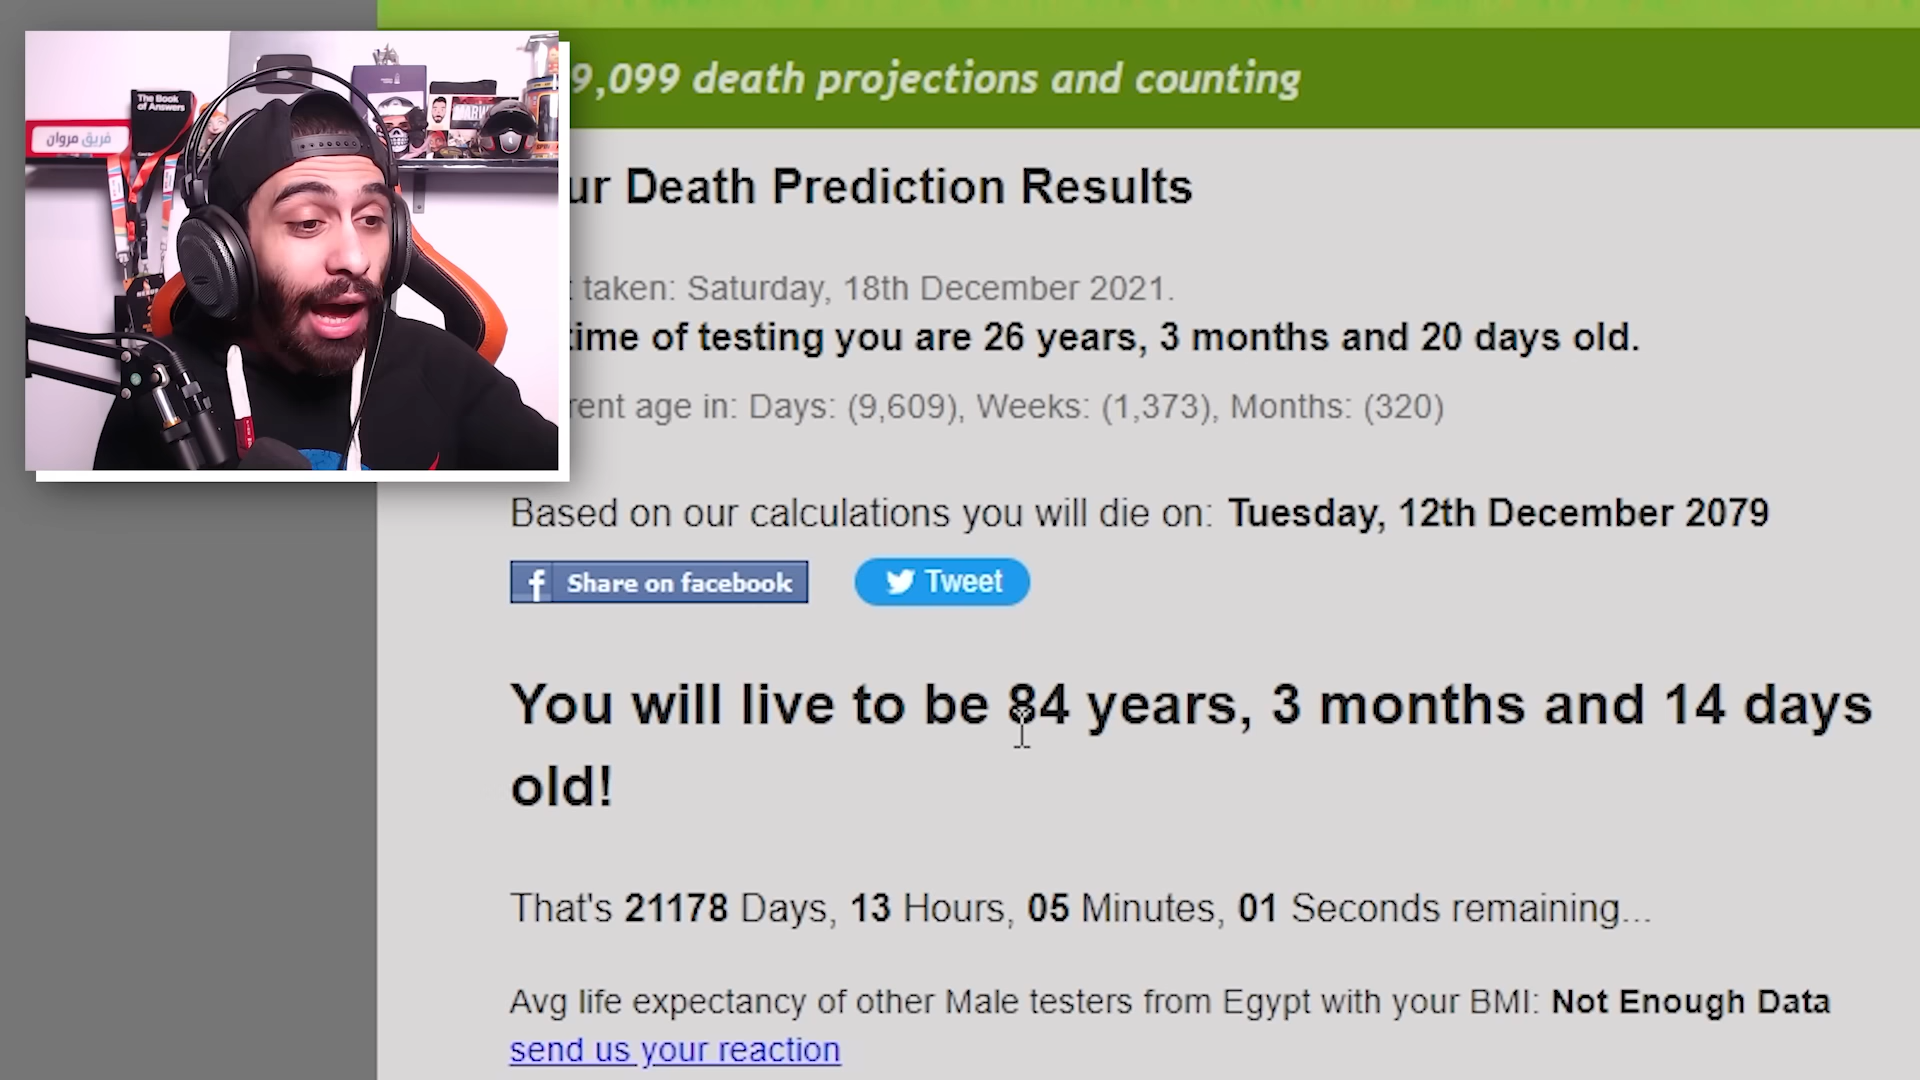 9,099 death projections and counting
The Book
of Answers
فريق مروان
ur Death Prediction Results
taken: Saturday, 18th December 2021.
time of testing you are 26 years, 3 months and 20 days old.
rent age in: Days: (9,609), Weeks: (1,373), Months: (320)
Based on our calculations you will die on: Tuesday, 12th December 2079
f Share on facebook
Tweet
You will live to be 84 years, 3 months and 14 days
old!
That's 21178 Days, 13 Hours, 05 Minutes, 01 Seconds remaining...
Avg life expectancy of other Male testers from Egypt with your BMI: Not Enough Data
send us your reaction